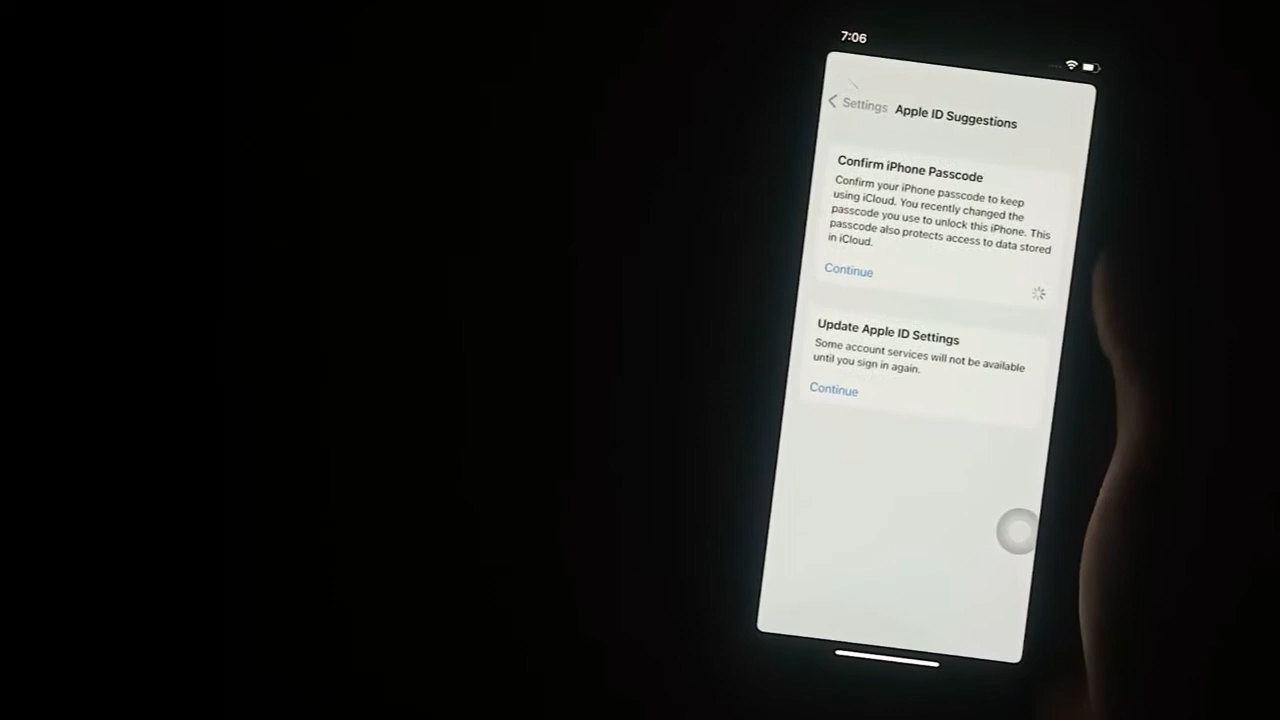 7:06
Settings Apple ID Suggestions
Confirm iPhone Passcode
Confirm your iPhone passcode to keep
using iCloud. You recently changed the
passcode you use to unlock this iPhone. This
passcode also protects access to data stored
in iCloud.
Continue
Update Apple ID Settings
Some account services will not be available
until you sign in again.
Continue